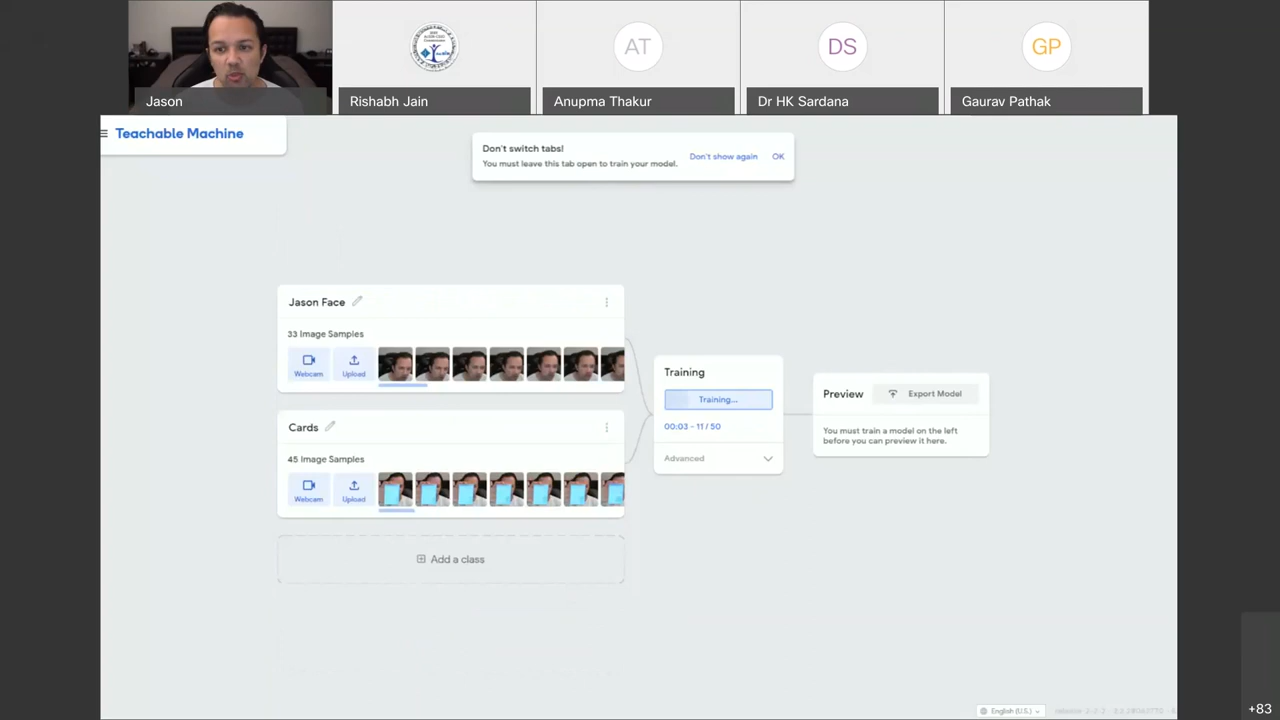 Jason
Rishabh Jain
AT
Anupma Thakur
DS
Dr HK Sardana
GP
Gaurav Pathak
Teachable Machine
Don't switch tabs!
You must leave this tab open to train your model.
Don't show again
OK
Jason Face
33 Image Samples
Webcam
Upload
Training
Training...
00:03 - 11 / 50
Advanced
Preview
Export Model
You must train a model on the left
before you can preview it here.
Cards
45 Image Samples
Webcam
Upload
Add a class
English (U.S.)
+83